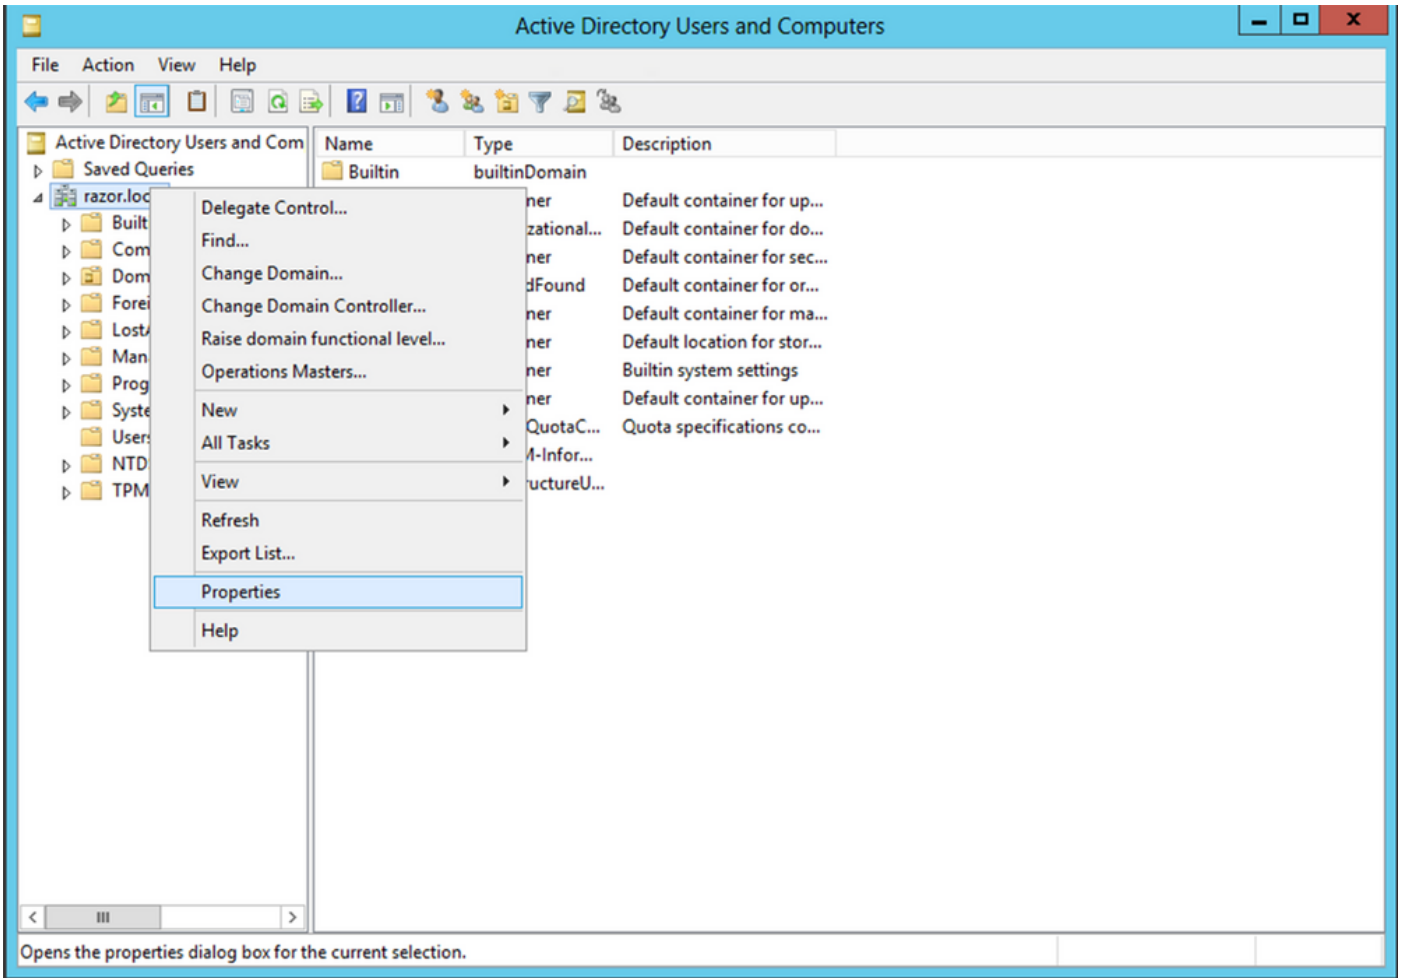 Active Directory Users and Computers
File Action View Help
Active Directory Users and Com
Saved Queries
razor.loc
Built
Com
Dom
Forei
Lost
Man
Prog
Syste
Users
NTD
TPM
Name Type Description
Builtin builtinDomain
ner Default container for up...
zational... Default container for do...
ner Default container for sec...
dFound Default container for or...
ner Default container for ma...
ner Default location for stor...
ner Builtin system settings
ner Default container for up...
QuotaC... Quota specifications co...
M-Infor...
ructureU...
Delegate Control...
Find...
Change Domain...
Change Domain Controller...
Raise domain functional level...
Operations Masters...
New
All Tasks
View
Refresh
Export List...
Properties
Help
Opens the properties dialog box for the current selection.